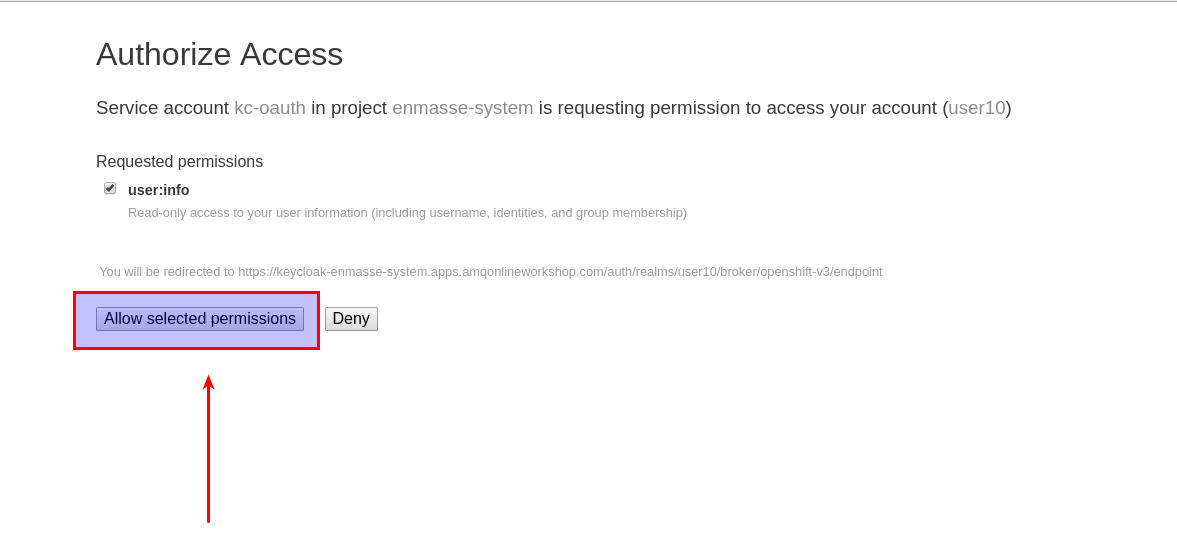 Authorize Access
Service account kc-oauth in project enmasse-system is requesting permission to access your account (user10)
Requested permissions
user:info
Read-only access to your user information (including username, identities, and group membership)
You will be redirected to https://keycloak-enmasse-system.apps.amqonlineworkshop.com/auth/realms/user10/broker/openshift-v3/endpoint
Allow selected permissions Deny